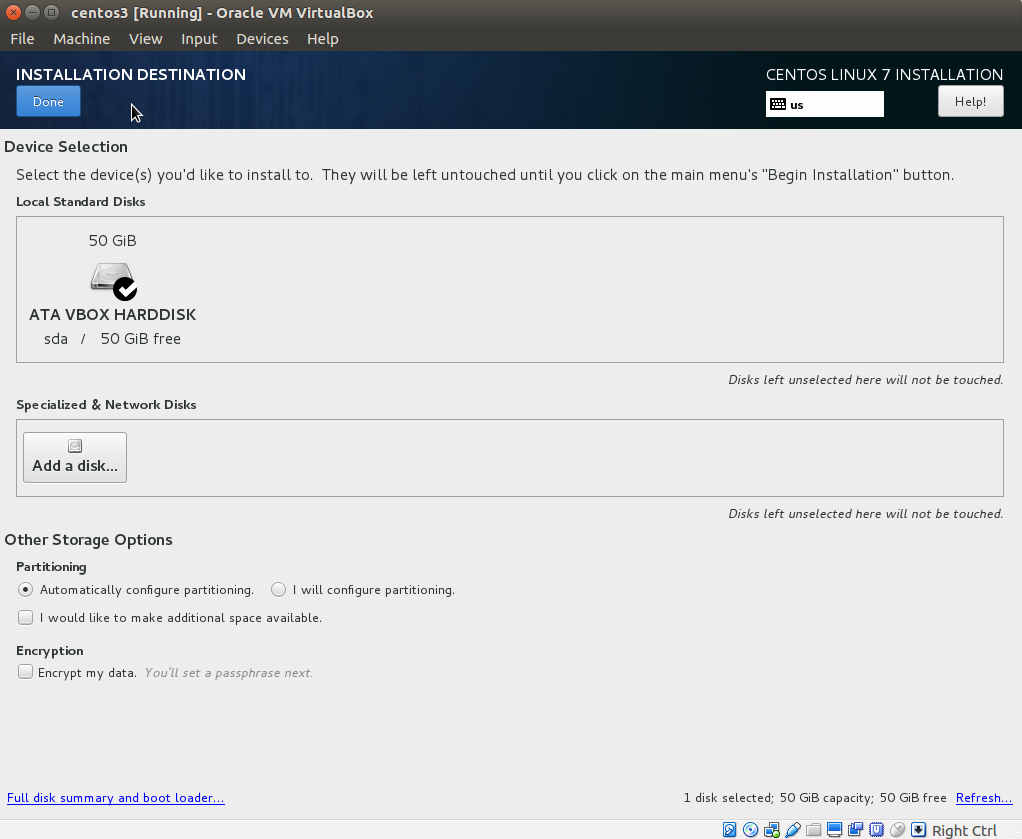 centos3 [Running] - Oracle VM VirtualBox
File Machine View Input Devices Help
INSTALLATION DESTINATION
CENTOS LINUX 7 INSTALLATION
Done
us
Help!
Device Selection
Select the device(s) you'd like to install to.  They will be left untouched until you click on the main menu's "Begin Installation" button.
Local Standard Disks
50 GiB
ATA VBOX HARDDISK
sda / 50 GiB free
Disks left unselected here will not be touched.
Specialized & Network Disks
Add a disk...
Disks left unselected here will not be touched.
Other Storage Options
Partitioning
Automatically configure partitioning. I will configure partitioning.
I would like to make additional space available.
Encryption
Encrypt my data. You'll set a passphrase next.
Full disk summary and boot loader...
1 disk selected; 50 GiB capacity; 50 GiB free Refresh...
Right Ctrl